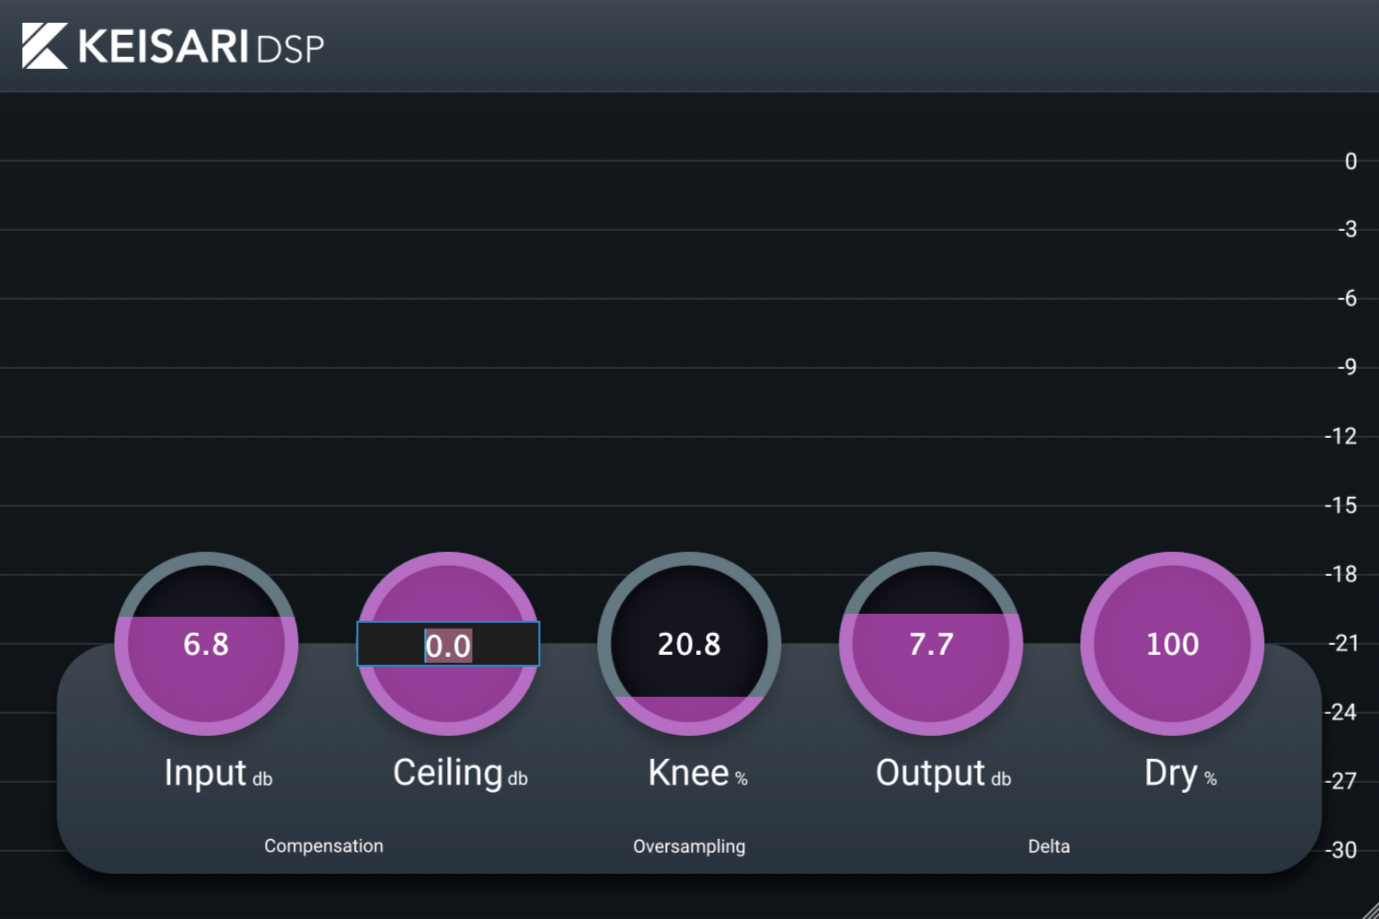 KEISARI DSP
0
-3
-6
-9
-12
-15
-18
6.8 0.0 20.8 7.7 100 -21
-24
Input db Ceiling db Knee % Output db Dry % -27
Compensation Oversampling Delta -30